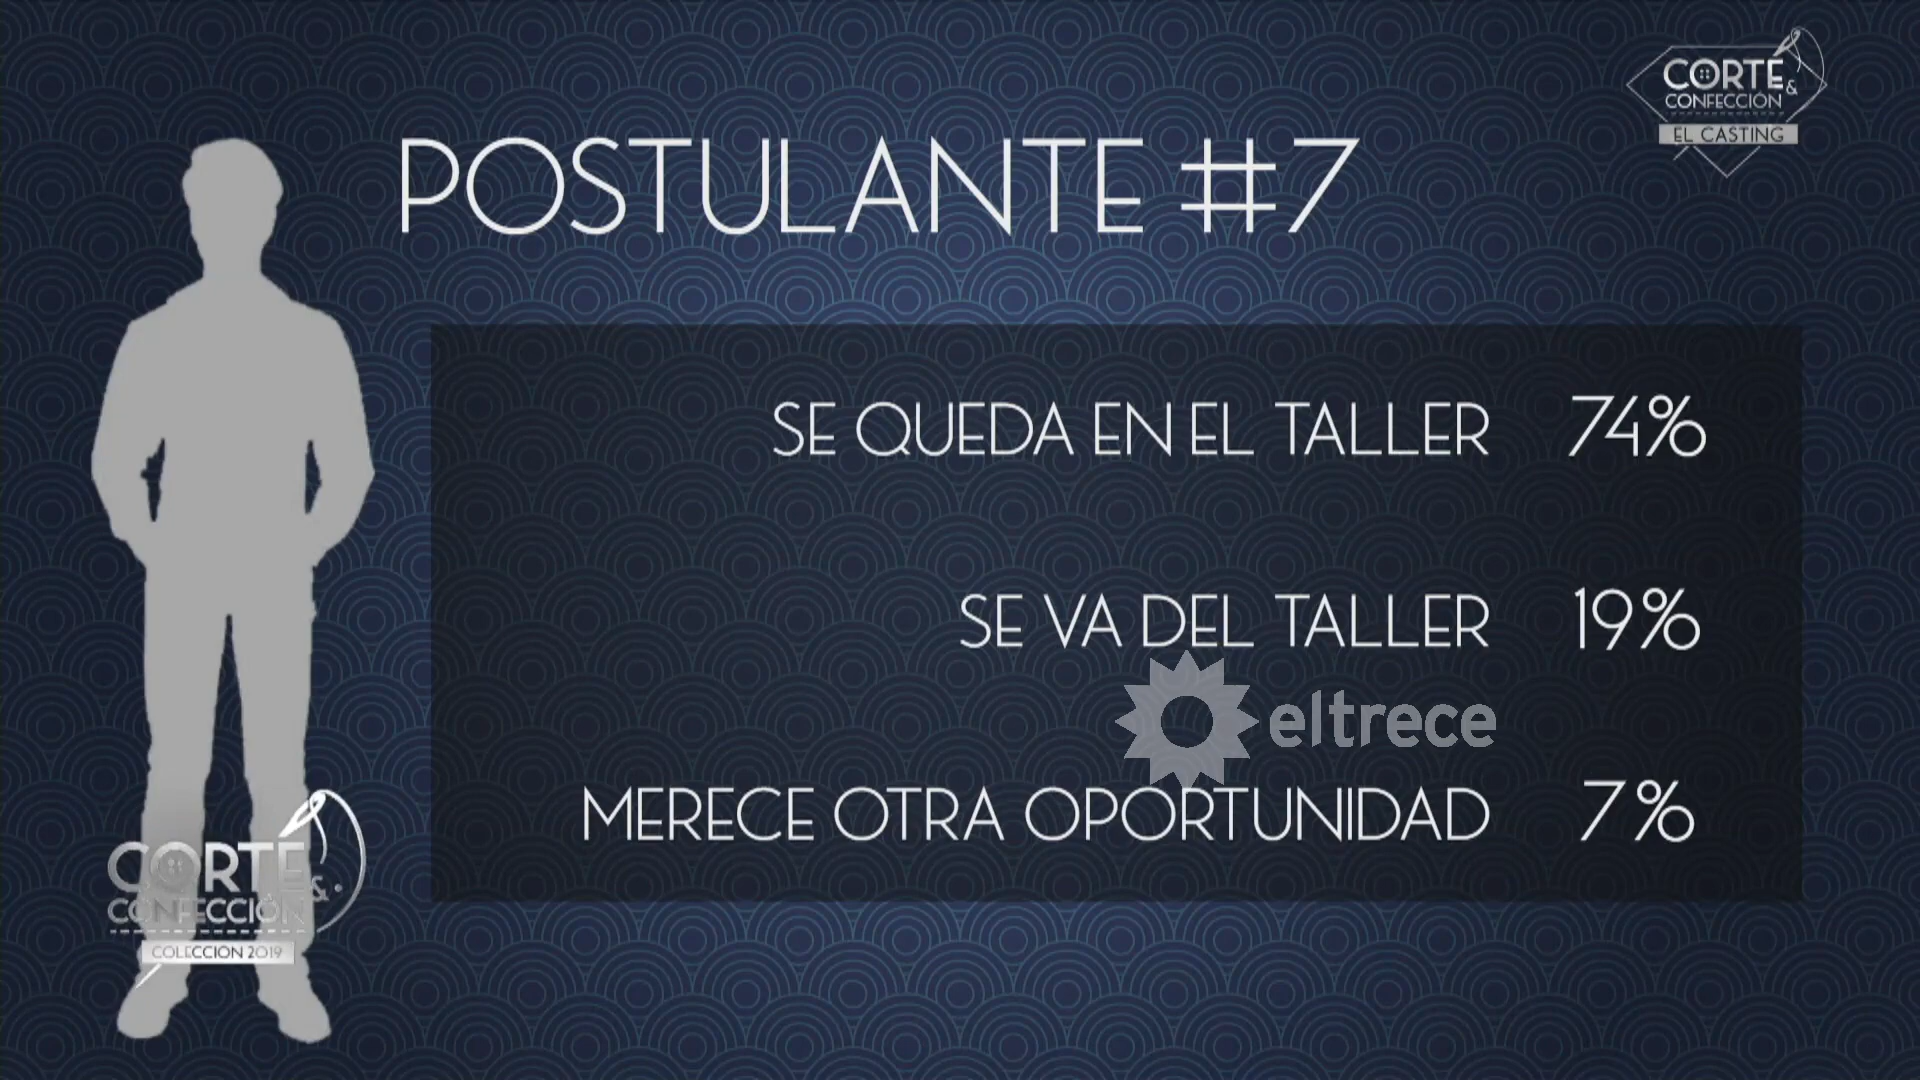 CORTE
& CONFECCIÓN
EL CASTING
POSTULANTE #7
SE QUEDA EN EL TALLER 74%
SE VA DEL TALLER 19%
eltrece
MERECE OTRA OPORTUNIDAD 7%
CORTE
& CONFECCIÓN
COLECCIÓN 2019